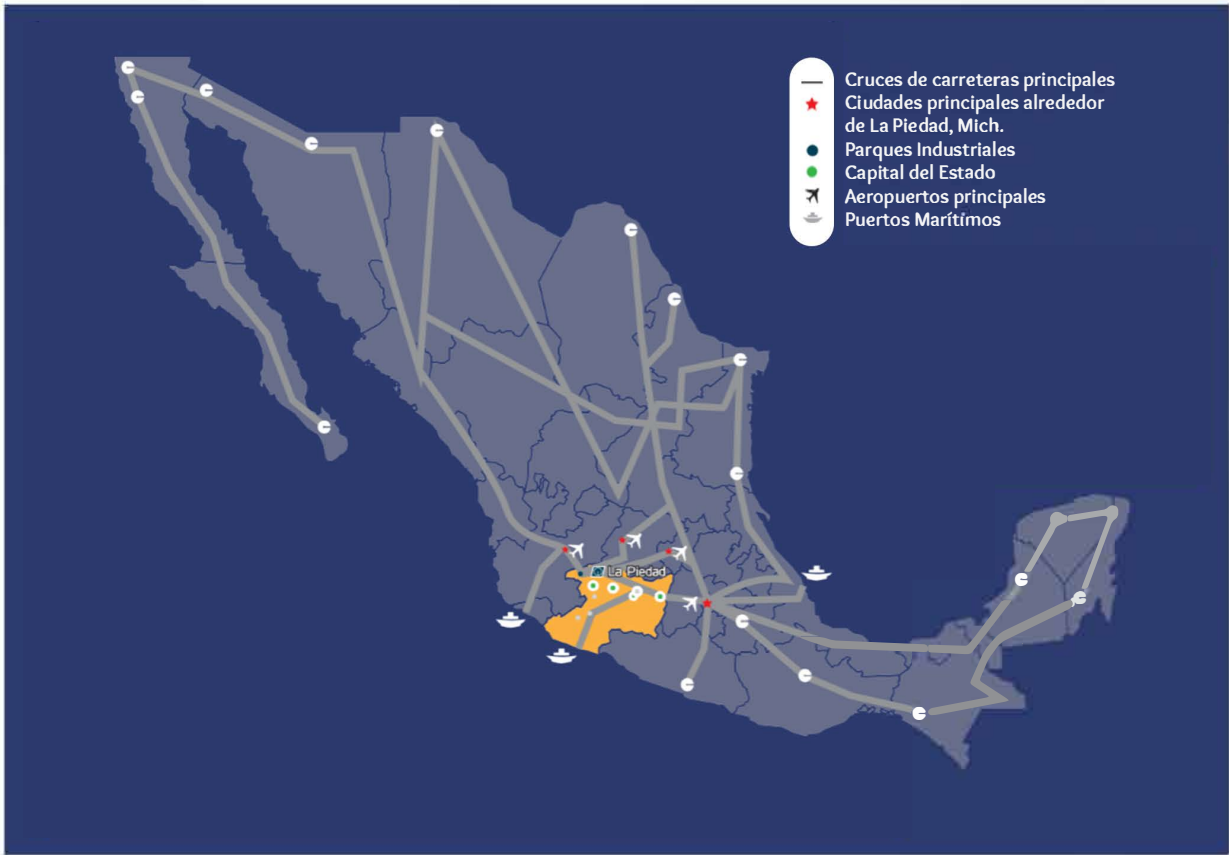 Cruces de carreteras principales
Ciudades principales alrededor
de La Piedad, Mich.
Parques Industriales
Capital del Estado
Aeropuertos principales
Puertos Marítímos
La Piedad